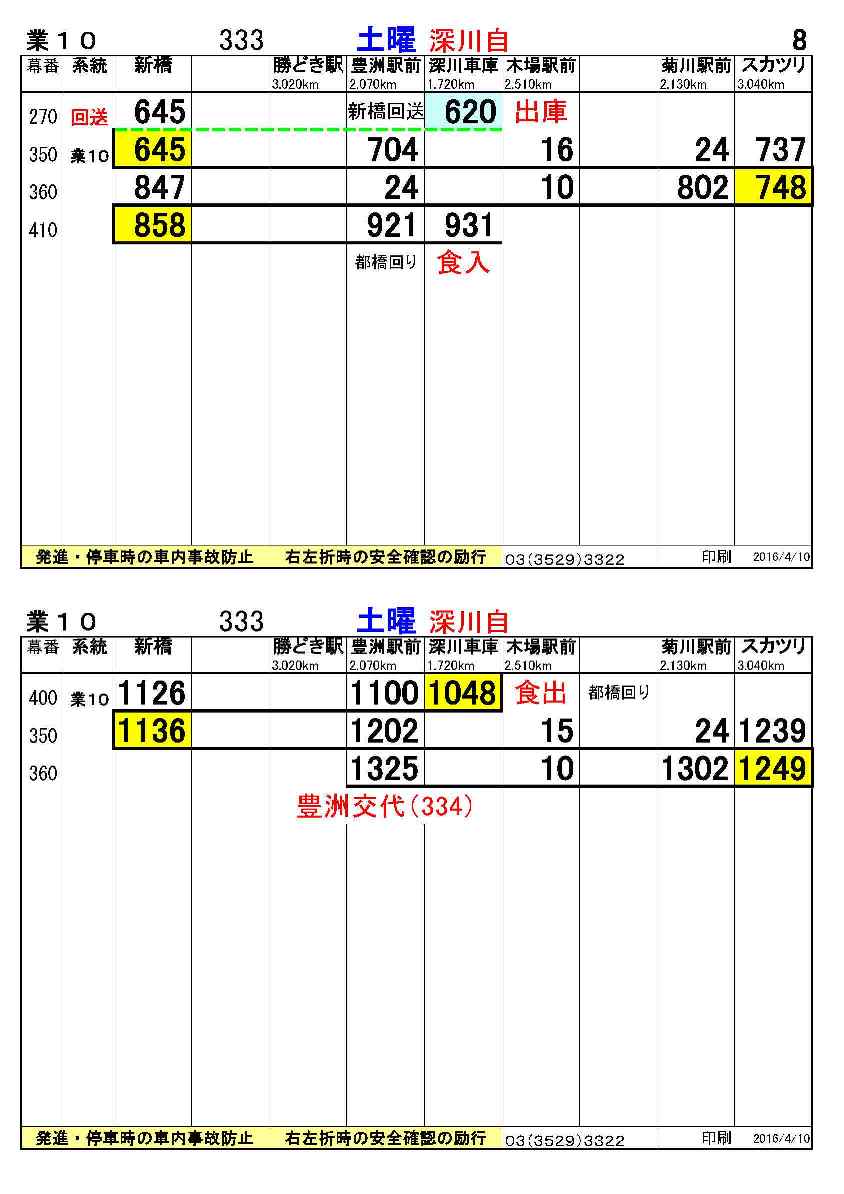 業10 333 土曜 深川自 8
幕番 系統 新橋 勝どき駅 豊洲駅前 深川車庫 木場駅前 菊川駅前 スカツリ
3.020km 2.070km 1.720km 2.510km 2.130km 3.040km
270 回送 645 新橋回送 620 出庫
350 業10 645 704 16 24 737
360 847 24 10 802 748
410 858 921 931
都橋回り 食入
発進・停車時の車内事故防止 右左折時の安全確認の励行 03(3529)3322 印刷 2016/4/10
業10 333 土曜 深川自
幕番 系統 新橋 勝どき駅 豊洲駅前 深川車庫 木場駅前 菊川駅前 スカツリ
3.020km 2.070km 1.720km 2.510km 2.130km 3.040km
400 業10 1126 1100 1048 食出 都橋回り
350 1136 1202 15 24 1239
360 1325 10 1302 1249
豊洲交代(334)
発進・停車時の車内事故防止 右左折時の安全確認の励行 03(3529)3322 印刷 2016/4/10